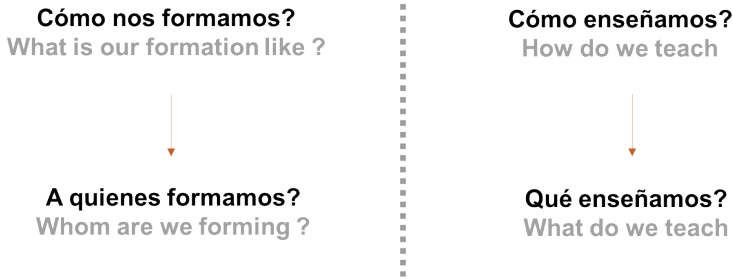 Cómo nos formamos?
What is our formation like ?
A quienes formamos?
Whom are we forming ?
Cómo enseñamos?
How do we teach
Qué enseñamos?
What do we teach